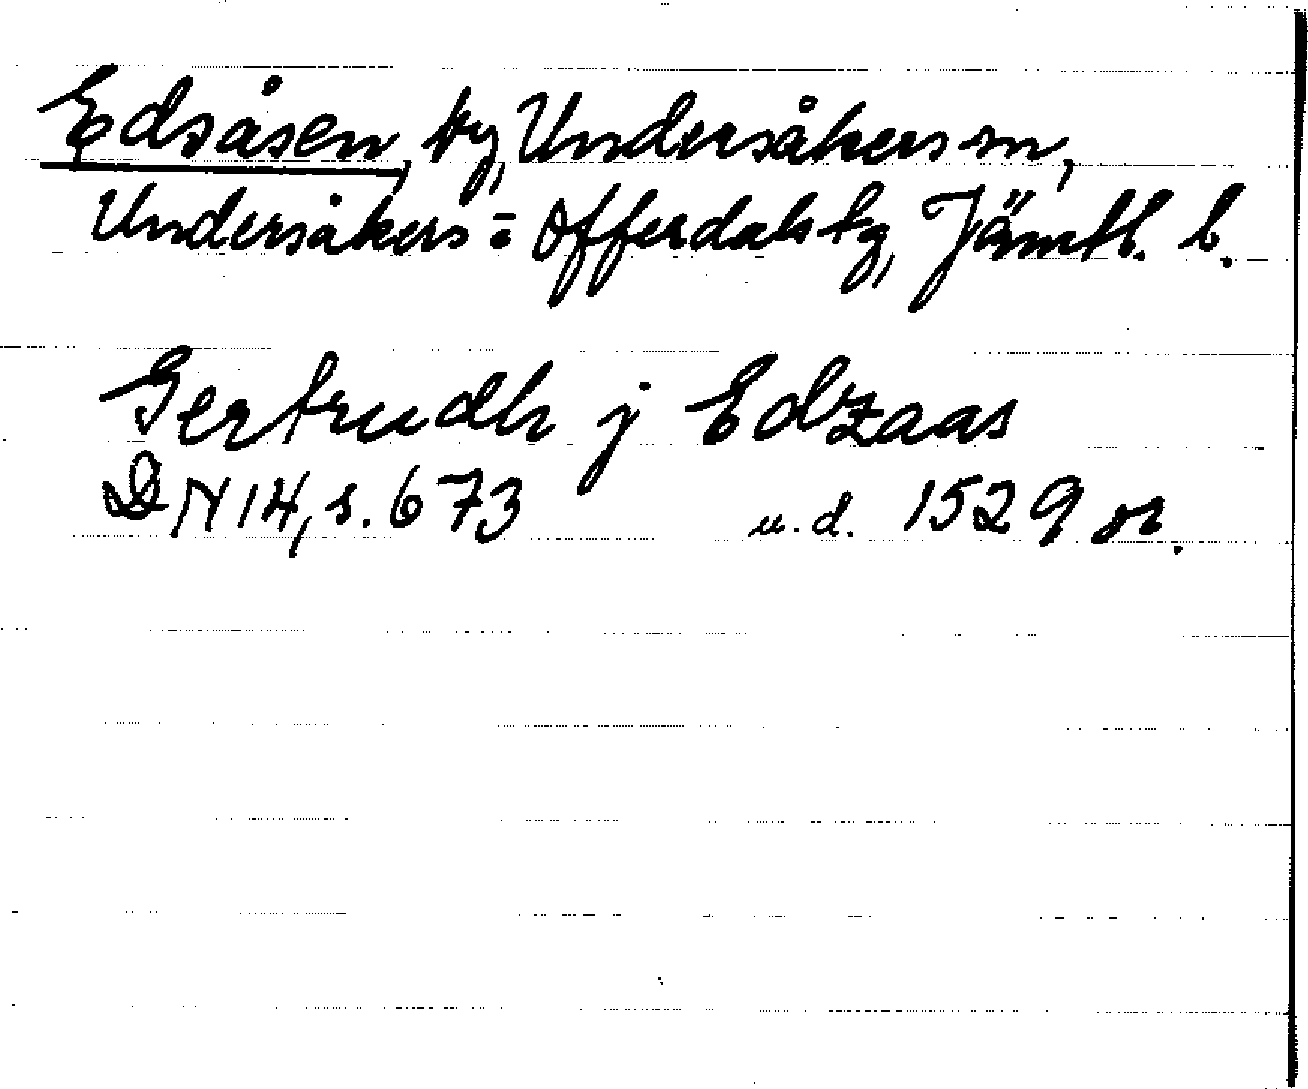 Edsåsen, by, Undersåkers sn,
Undersåkers = Offerdals tg, Jämtl. l.
Gertrudh j Edzaas
DN 14, s. 673 u.d. 1529 or.